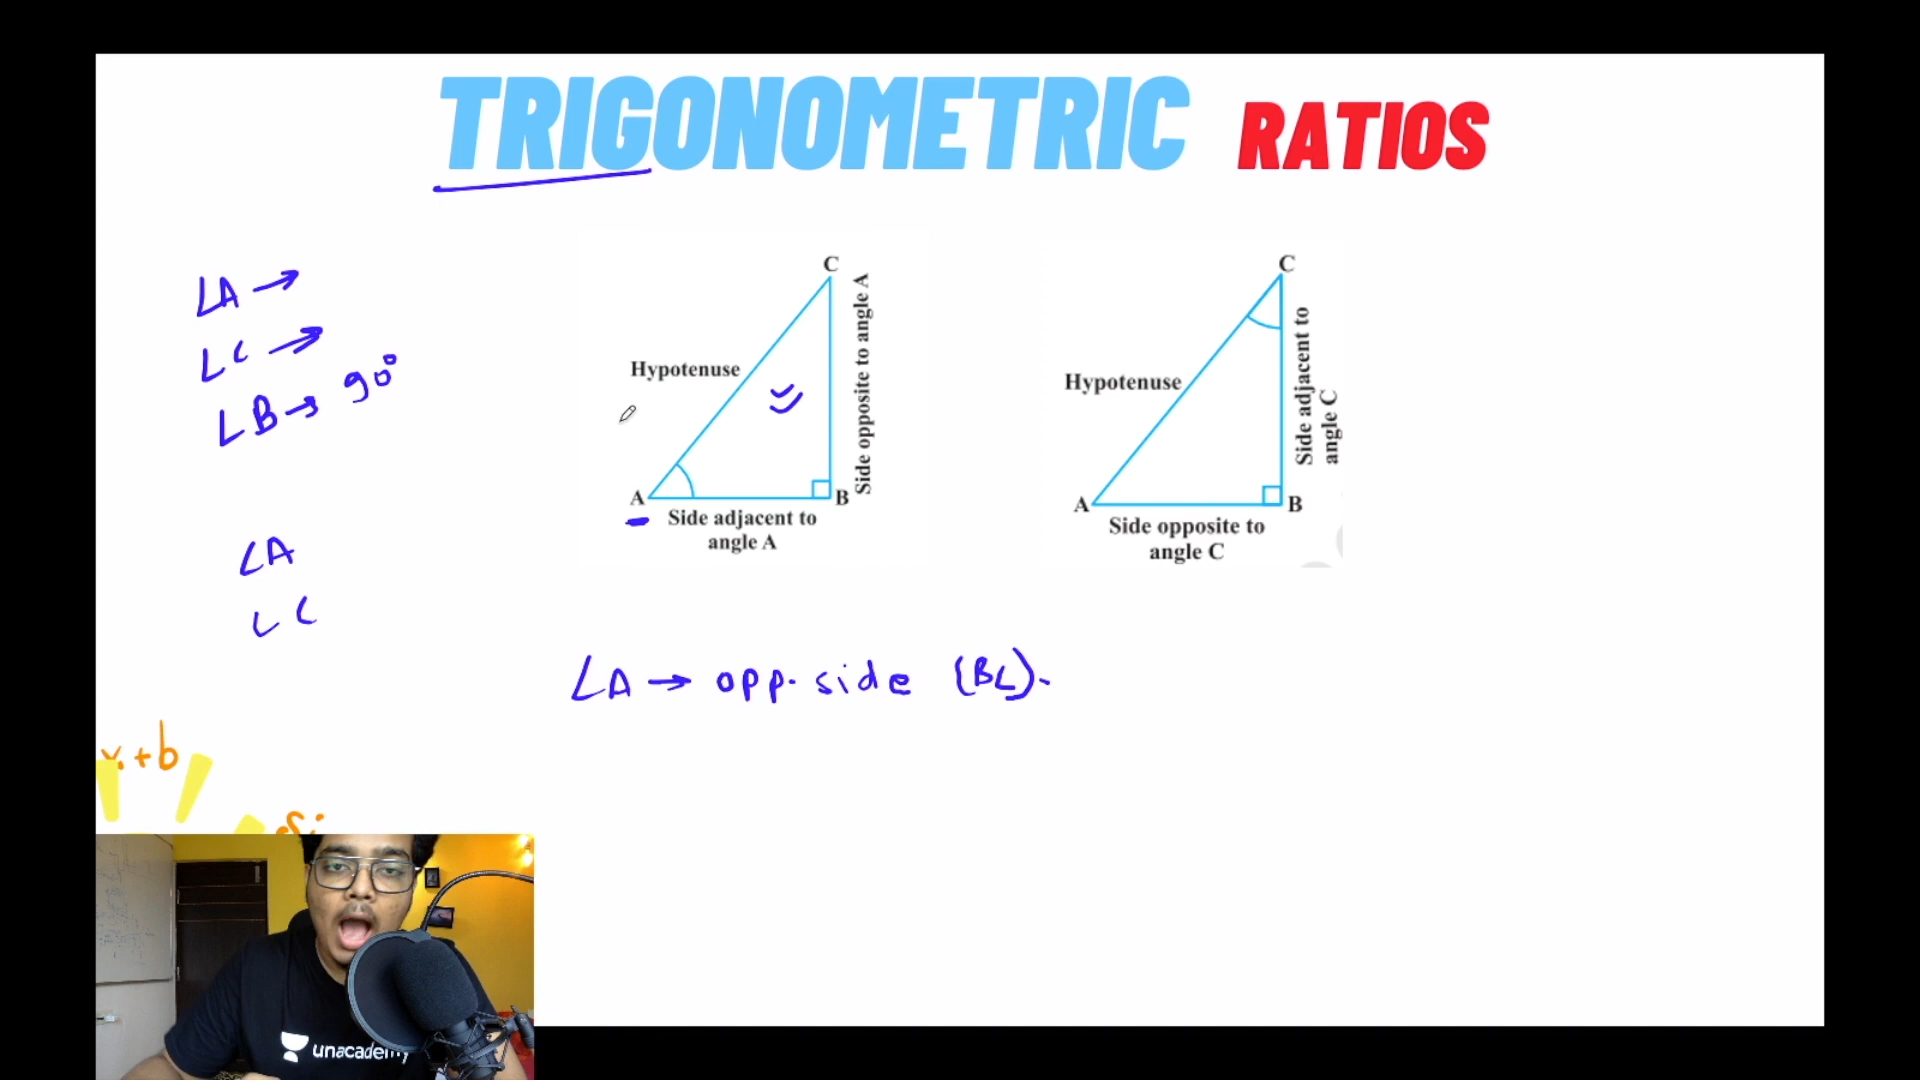 TRIGONOMETRIC RATIOS
∠A →
∠C →
∠B → 90°
∠A
∠C
C
Hypotenuse
Side opposite to angle A
A
B
Side adjacent to
angle A
C
Hypotenuse
Side adjacent to
angle C
A
B
Side opposite to
angle C
∠A → opp. side (BC).
x+b
unacademy